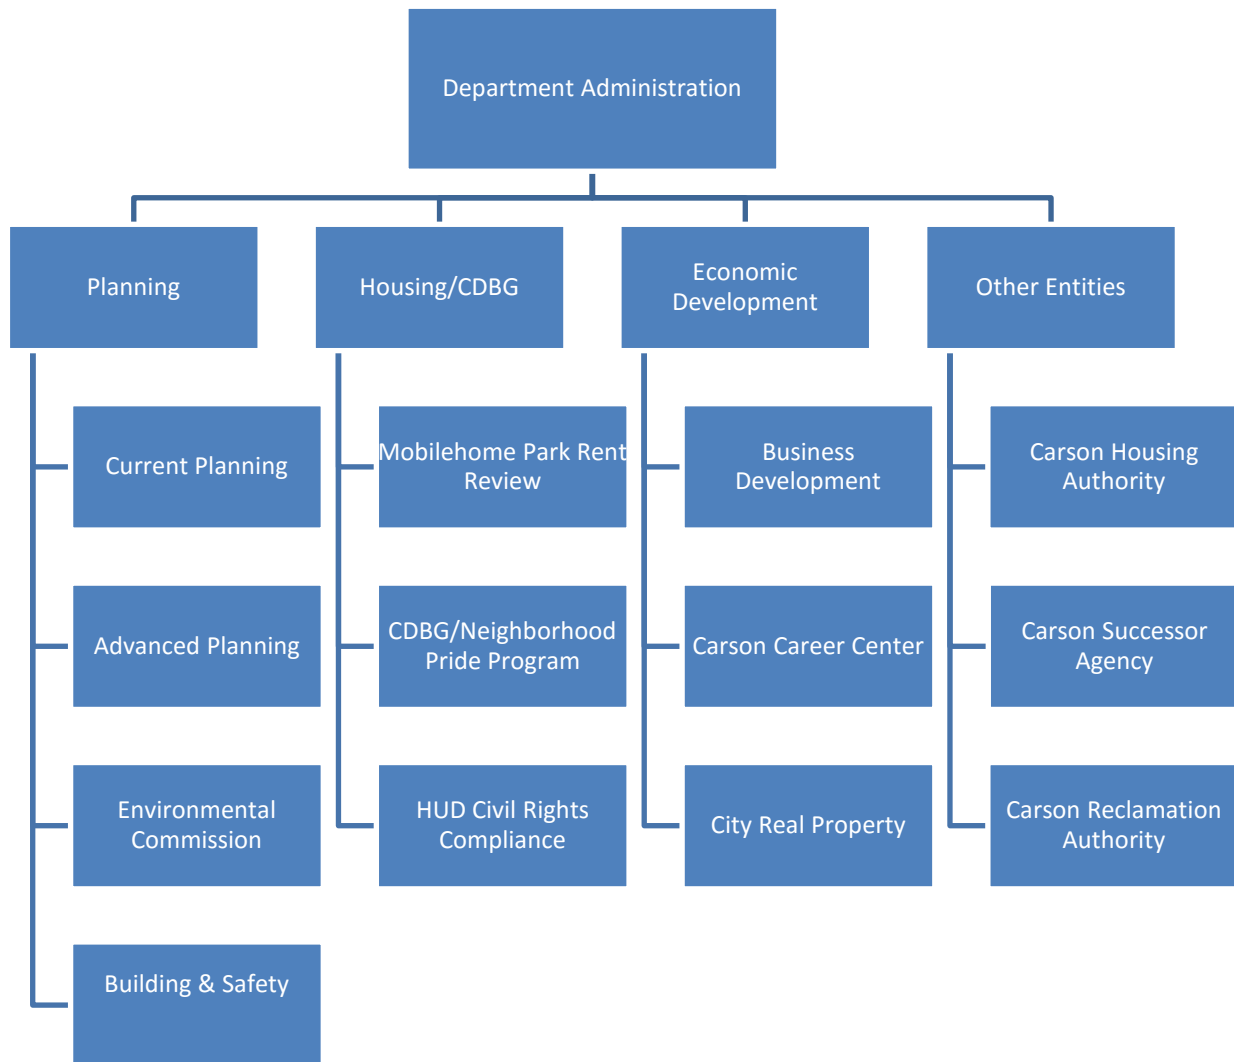 Department Administration
Planning
Housing/CDBG
Economic
Development
Other Entities
Current Planning
Mobilehome Park Rent
Review
Business
Development
Carson Housing
Authority
Advanced Planning
CDBG/Neighborhood
Pride Program
Carson Career Center
Carson Successor
Agency
Environmental
Commission
HUD Civil Rights
Compliance
City Real Property
Carson Reclamation
Authority
Building & Safety